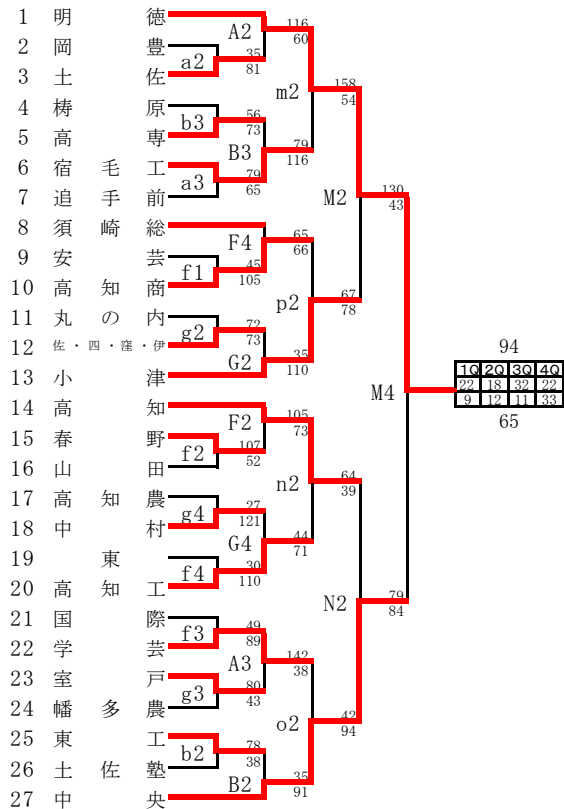 1 明 徳
A2
116
60
2 岡 豊
a2
35
81
3 土 佐
m2
158
54
4 梼 原
b3
56
73
5 高 専
B3
79
116
6 宿 毛 工
a3
79
65
7 追 手 前
M2
130
43
8 須 崎 総
F4
65
66
9 安 芸
f1
45
105
10 高 知 商
p2
67
78
11 丸 の 内
g2
72
73
12 佐・四・窪・伊
G2
35
110
13 小 津
M4
94
1Q 2Q 3Q 4Q
22 18 32 22
9 12 11 33
65
14 高 知
F2
105
73
15 春 野
f2
107
52
16 山 田
n2
64
39
17 高 知 農
g4
27
121
18 中 村
G4
44
71
19 東
f4
30
110
20 高 知 工
N2
79
84
21 国 際
f3
49
89
22 学 芸
A3
142
38
23 室 戸
g3
80
43
24 幡 多 農
o2
42
94
25 東 工
b2
78
38
26 土 佐 塾
B2
35
91
27 中 央